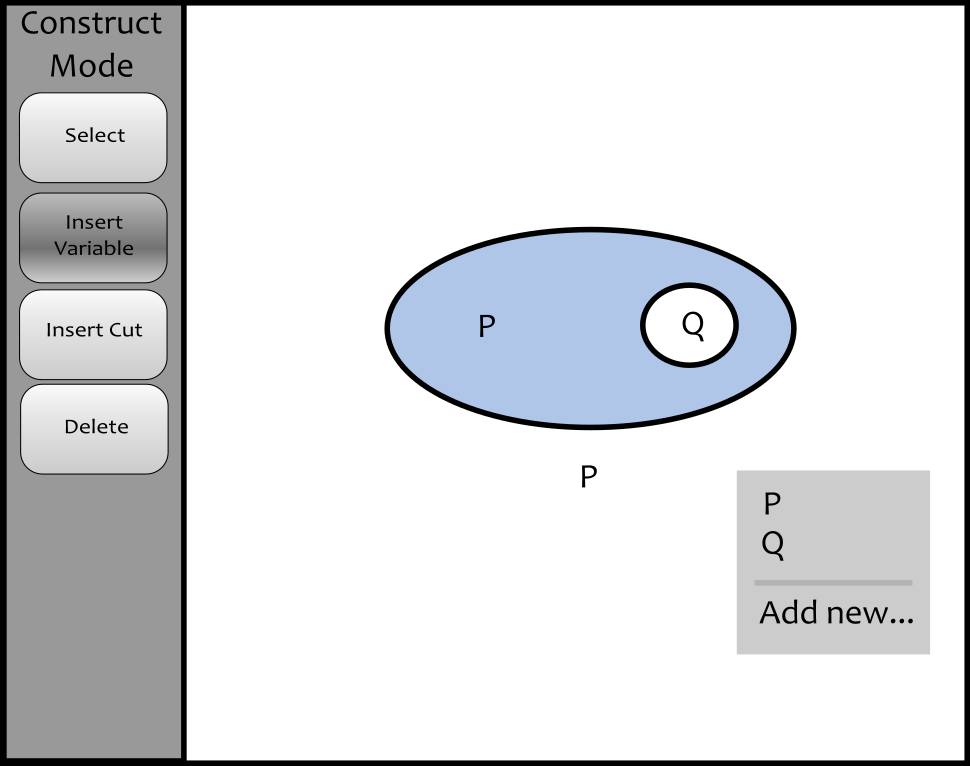 Construct
Mode
Select
Insert
Variable
Insert Cut
Delete
P
Q
P
P
Q
Add new...